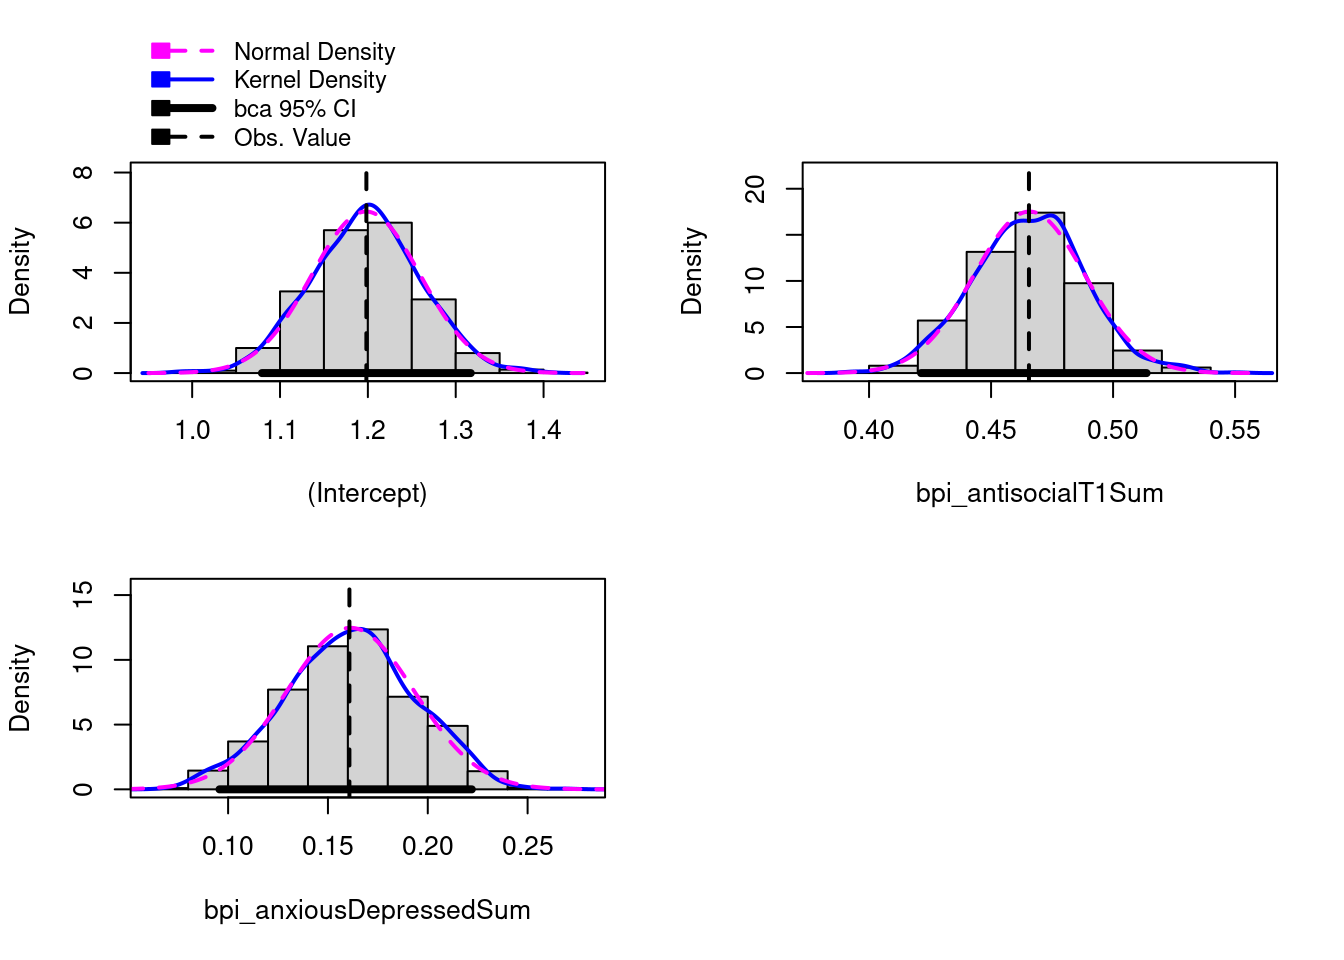 Normal Density
Kernel Density
bca 95% CI
Obs. Value
Density
0 2 4 6 8
1.0 1.1 1.2 1.3 1.4
(Intercept)
Density
0 5 10 20
0.40 0.45 0.50 0.55
bpi_antisocialT1Sum
Density
0 5 10 15
0.10 0.15 0.20 0.25
bpi_anxiousDepressedSum